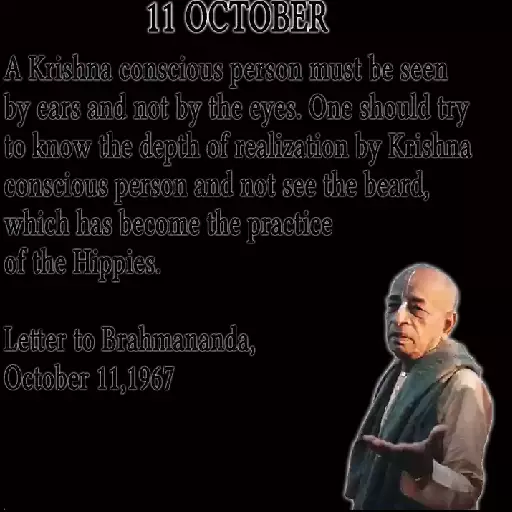 11 OCTOBER
A Krishna conscious person must be seen
by ears and not by the eyes. One should try
to know the depth of realization by Krishna
conscious person and not see the beard,
which has become the practice
of the Hippies.
Letter to Brahmananda,
October 11,1967